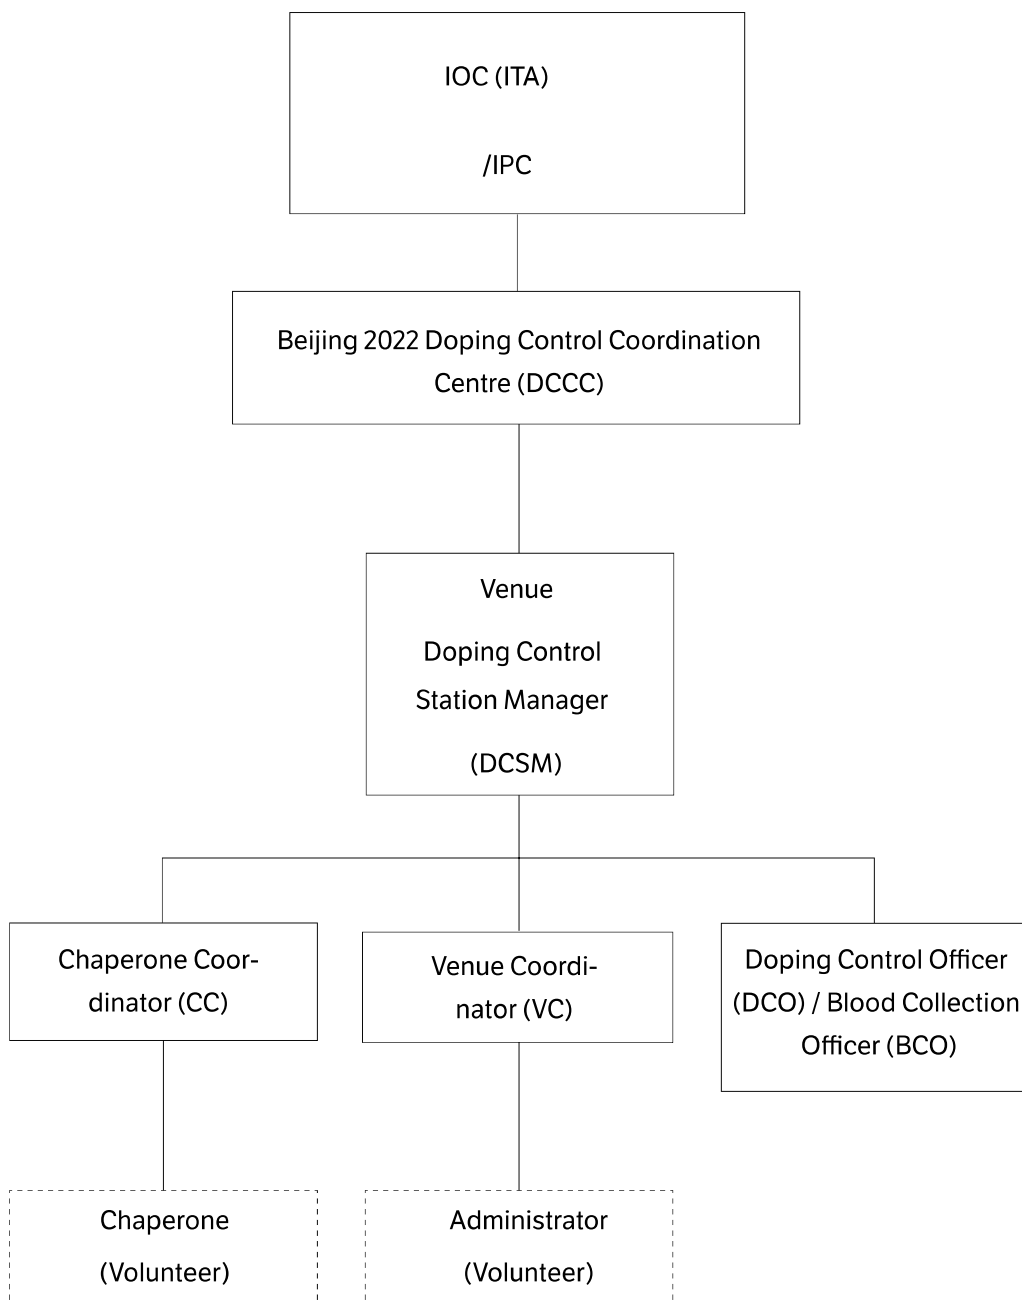 IOC (ITA)
/IPC
Beijing 2022 Doping Control Coordination
Centre (DCCC)
Venue
Doping Control
Station Manager
(DCSM)
Chaperone Coor-
dinator (CC)
Venue Coordi-
nator (VC)
Doping Control Officer
(DCO) / Blood Collection
Officer (BCO)
Chaperone
(Volunteer)
Administrator
(Volunteer)